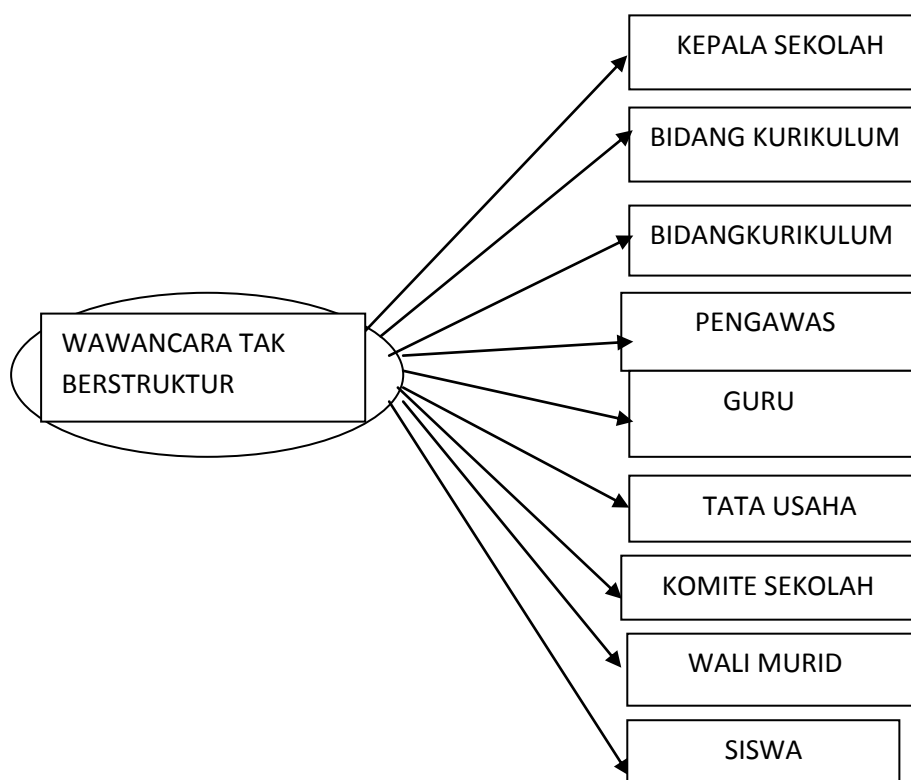 KEPALA SEKOLAH
BIDANG KURIKULUM
BIDANGKURIKULUM
WAWANCARA TAK
BERSTRUKTUR
PENGAWAS
GURU
TATA USAHA
KOMITE SEKOLAH
WALI MURID
SISWA